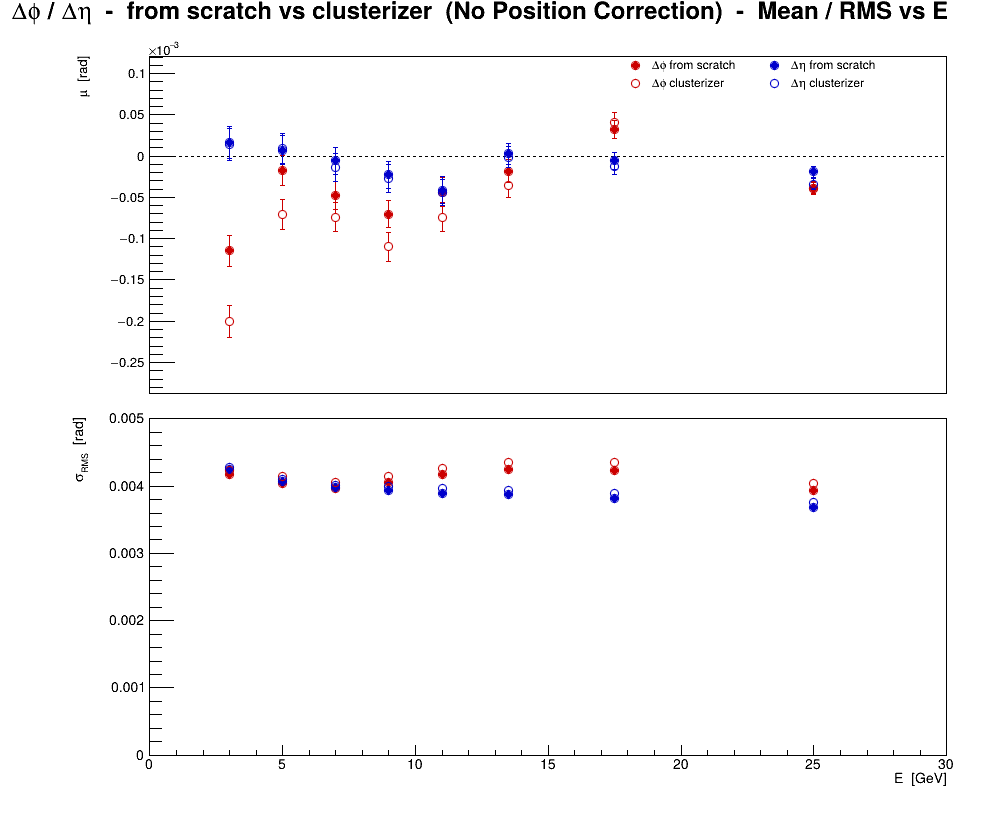 Δϕ / Δη - from scratch vs clusterizer (No Position Correction) - Mean / RMS vs E
×10⁻³
μ [rad]
Δϕ from scratch
Δη from scratch
Δϕ clusterizer
Δη clusterizer
0.1
0.05
0
−0.05
−0.1
−0.15
−0.2
−0.25
σRMS [rad]
0.005
0.004
0.003
0.002
0.001
0
0 5 10 15 20 25 30
E [GeV]